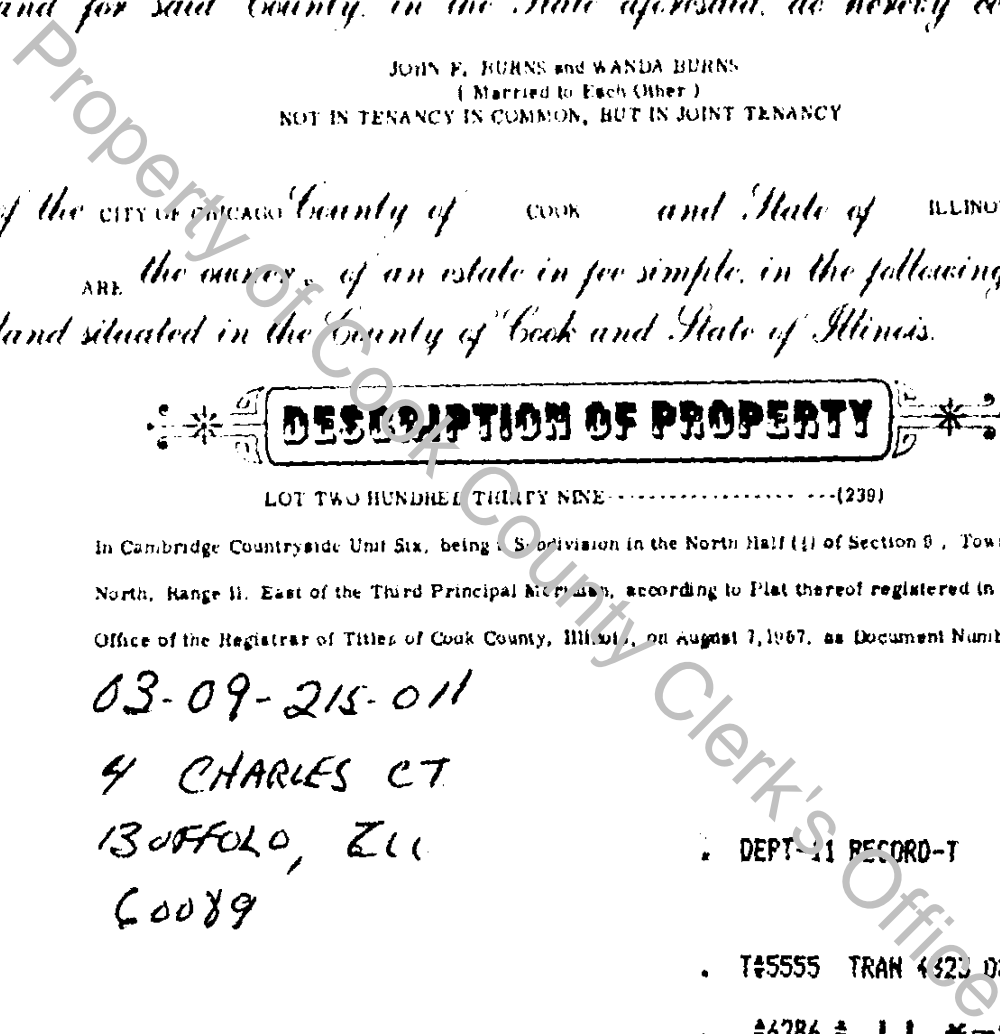 and for said County, in the State aforesaid, do hereby
JOHN F. BURNS and WANDA BURNS
( Married to Each Other )
NOT IN TENANCY IN COMMON, BUT IN JOINT TENANCY
of the CITY OF CHICAGO County of COOK and State of ILLINO
ARE the owner s of an estate in fee simple, in the following
land situated in the County of Cook and State of Illinois.
DESCRIPTION OF PROPERTY
LOT TWO HUNDRED THIRTY NINE------------------ ---(239)
In Cambridge Countryside Unit Six, being a Subdivision in the North Half (½) of Section 9 , Tow
North, Range 11, East of the Third Principal Meridian, according to Plat thereof registered in
Office of the Registrar of Titles of Cook County, Illinois, on August 7, 1967, as Document Numb
03-09-215-011
4 CHARLES CT
BUFFOLO, ILL
60089
. DEPT-11 RECORD-T
. T#5555 TRAN 4323
Property of Cook County Clerk's Office